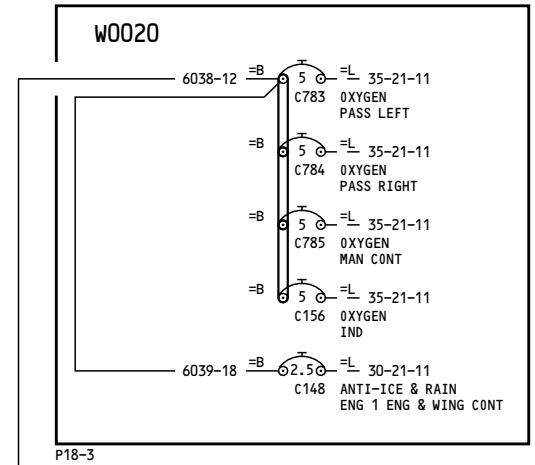 W0020
6038-12 =B 5 =L 35-21-11
C783 OXYGEN
PASS LEFT
=B 5 =L 35-21-11
C784 OXYGEN
PASS RIGHT
=B 5 =L 35-21-11
C785 OXYGEN
MAN CONT
=B 5 =L 35-21-11
C156 OXYGEN
IND
6039-18 =B 2.5 =L 30-21-11
C148 ANTI-ICE & RAIN
ENG 1 ENG & WING CONT
P18-3